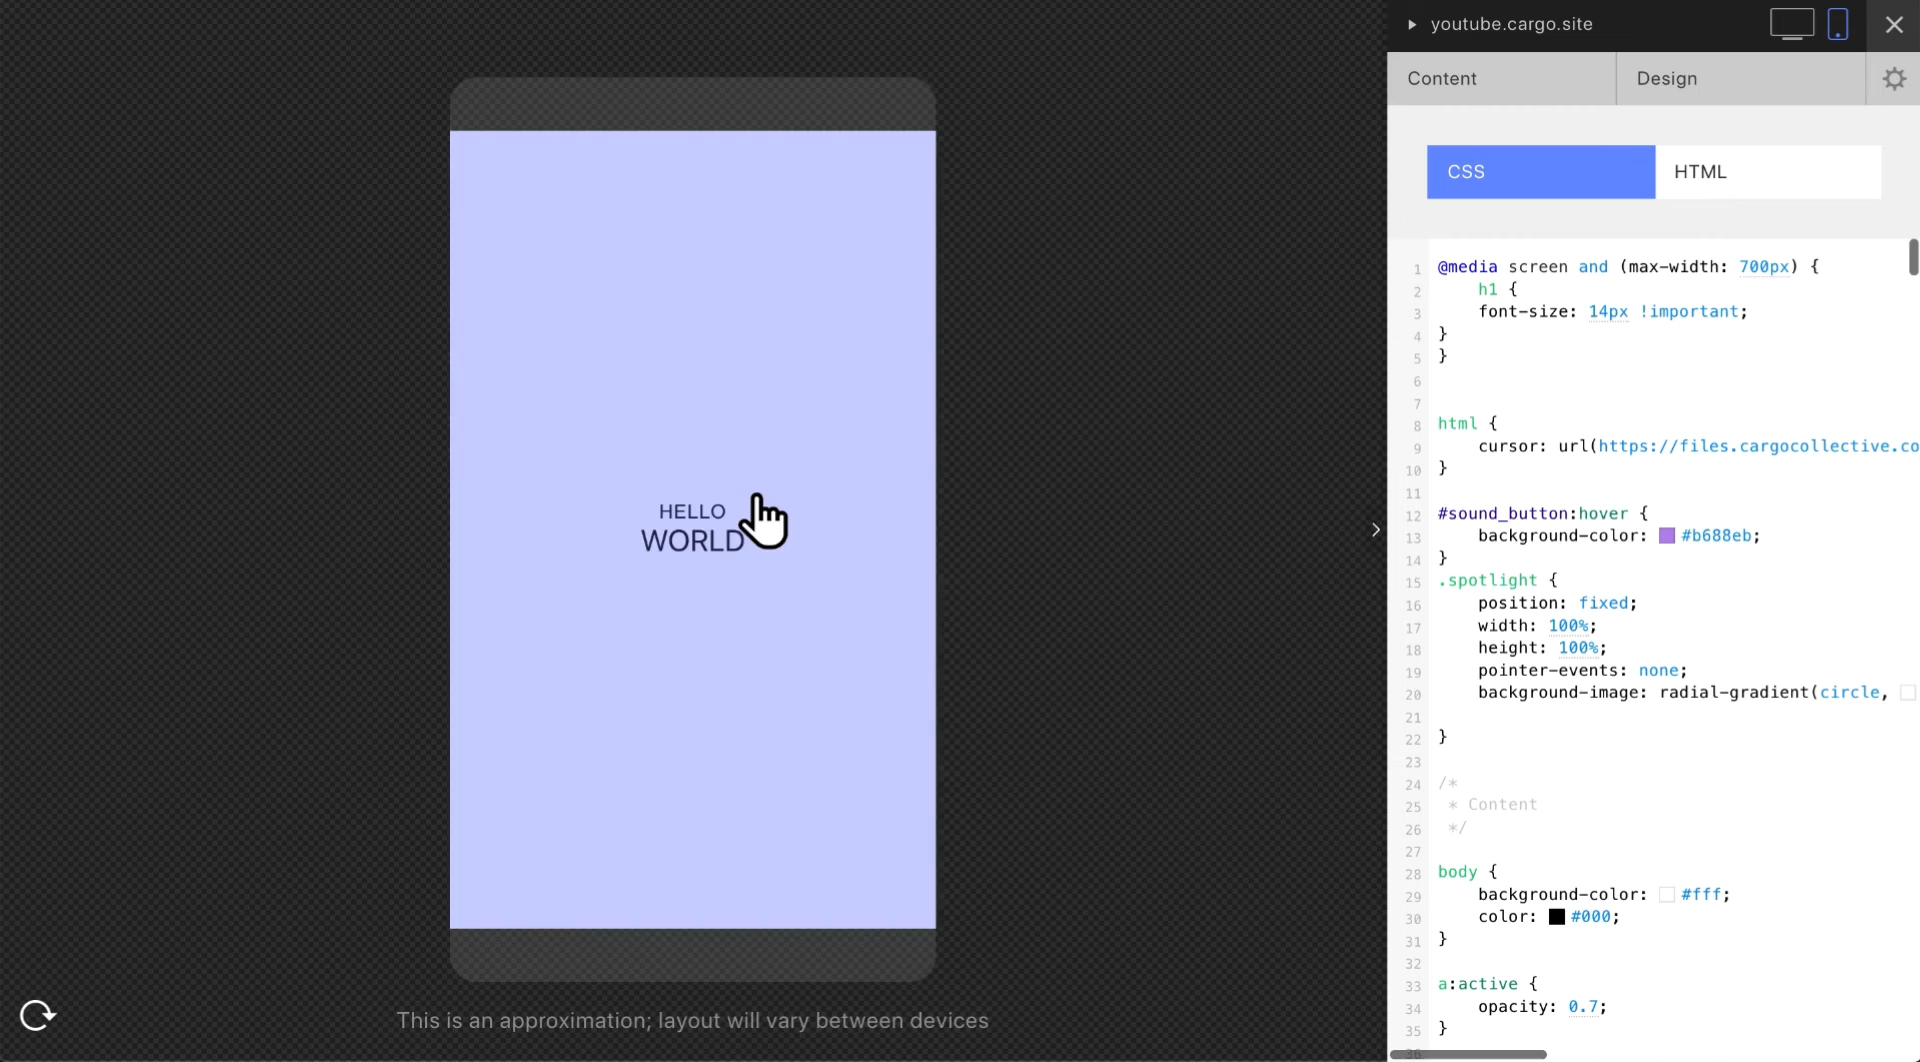 HELLO
WORLD
This is an approximation; layout will vary between devices
youtube.cargo.site
Content
Design
CSS
HTML
1 @media screen and (max-width: 700px) {
2 h1 {
3 font-size: 14px !important;
4 }
5 }
6
7
8 html {
9 cursor: url(https://files.cargocollective.co
10 }
11
12 #sound_button:hover {
13 background-color: #b688eb;
14 }
15 .spotlight {
16 position: fixed;
17 width: 100%;
18 height: 100%;
19 pointer-events: none;
20 background-image: radial-gradient(circle,
21
22 }
23
24 /*
25 * Content
26 */
27
28 body {
29 background-color: #fff;
30 color: #000;
31 }
32
33 a:active {
34 opacity: 0.7;
35 }
36